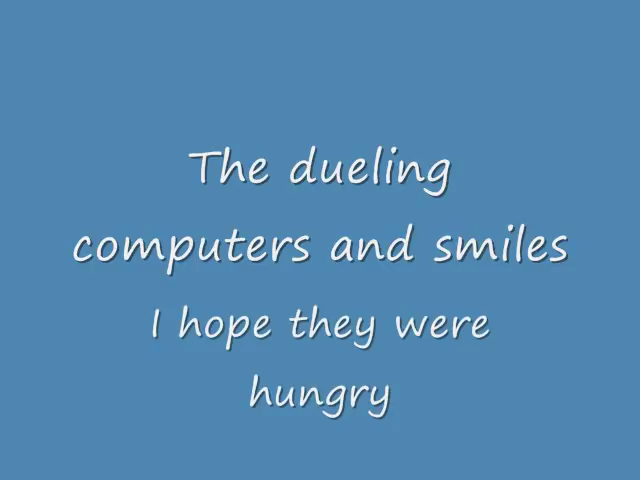 The dueling
computers and smiles
I hope they were
hungry